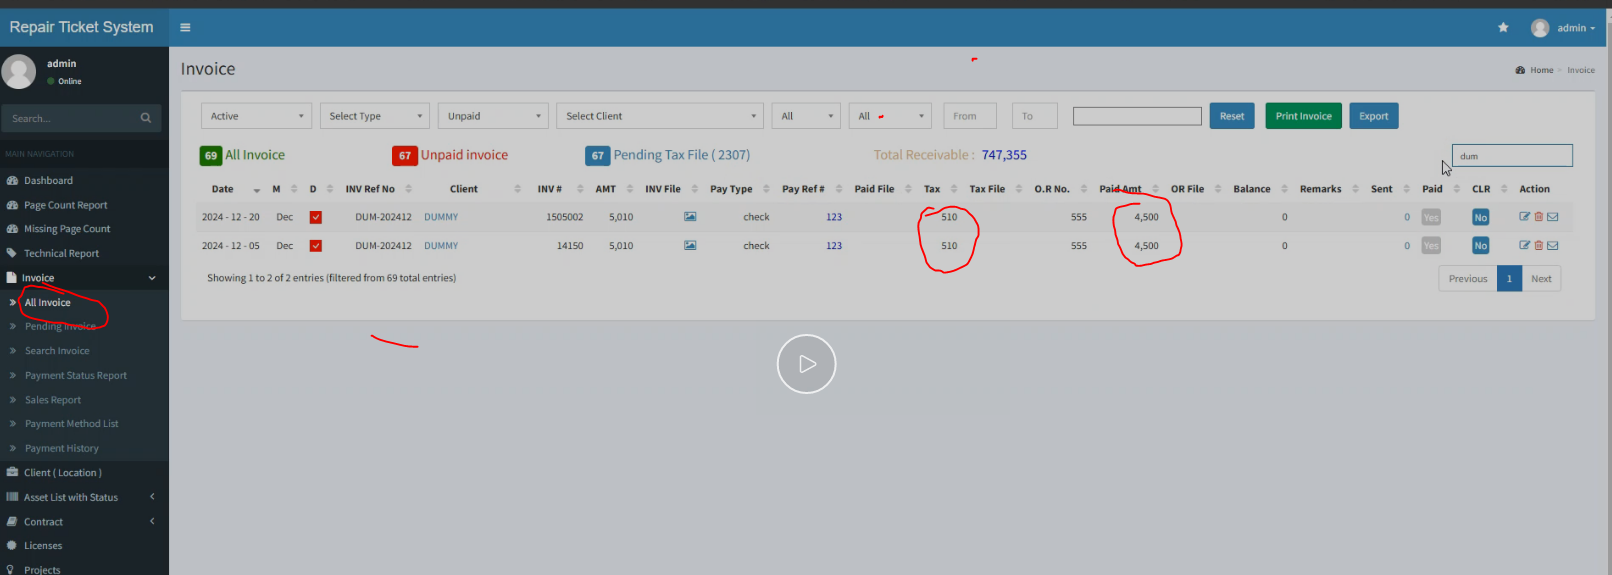 Repair Ticket System
admin
admin
Online
Invoice
Home > Invoice
Search...
Active
Select Type
Unpaid
Select Client
All
All
From
To
Reset
Print Invoice
Export
MAIN NAVIGATION
69 All Invoice
67 Unpaid invoice
67 Pending Tax File ( 2307)
Total Receivable : 747,355
dum
Date M D INV Ref No Client INV # AMT INV File Pay Type Pay Ref # Paid File Tax Tax File O.R No. Paid Amt OR File Balance Remarks Sent Paid CLR Action
2024 - 12 - 20 Dec DUM-202412 DUMMY 1505002 5,010 check 123 510 555 4,500 0 0 Yes No
2024 - 12 - 05 Dec DUM-202412 DUMMY 14150 5,010 check 123 510 555 4,500 0 0 Yes No
Showing 1 to 2 of 2 entries (filtered from 69 total entries)
Previous 1 Next
Dashboard
Page Count Report
Missing Page Count
Technical Report
Invoice
All Invoice
Pending Invoice
Search Invoice
Payment Status Report
Sales Report
Payment Method List
Payment History
Client ( Location )
Asset List with Status
Contract
Licenses
Projects